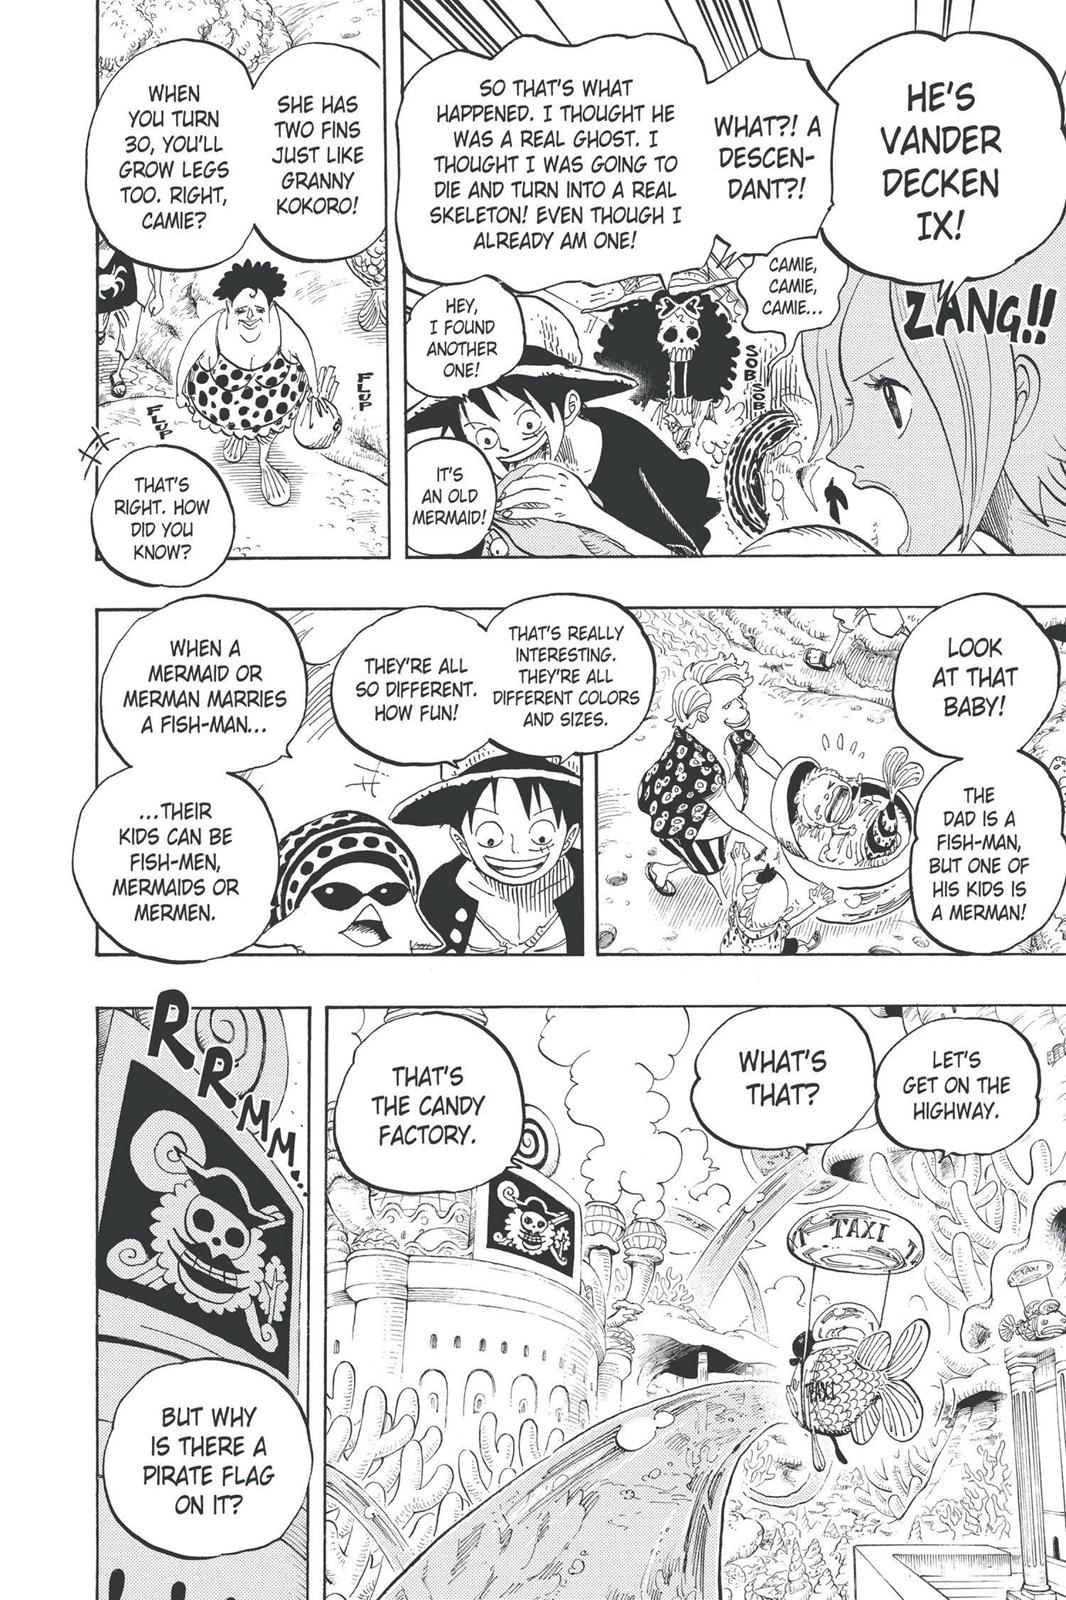 HE'S
VANDER
DECKEN
IX!
WHAT?! A
DESCEN-
DANT?!
SO THAT'S WHAT
HAPPENED. I THOUGHT HE
WAS A REAL GHOST. I
THOUGHT I WAS GOING TO
DIE AND TURN INTO A REAL
SKELETON! EVEN THOUGH I
ALREADY AM ONE!
CAMIE,
CAMIE,
CAMIE...
ZANG!!
SOB
SOB
HEY,
I FOUND
ANOTHER
ONE!
IT'S
AN OLD
MERMAID!
SHE HAS
TWO FINS
JUST LIKE
GRANNY
KOKORO!
WHEN
YOU TURN
30, YOU'LL
GROW LEGS
TOO. RIGHT,
CAMIE?
FLUP
FLUP
THAT'S
RIGHT. HOW
DID YOU
KNOW?
LOOK
AT THAT
BABY!
THE
DAD IS A
FISH-MAN,
BUT ONE OF
HIS KIDS IS
A MERMAN!
THAT'S REALLY
INTERESTING.
THEY'RE ALL
DIFFERENT COLORS
AND SIZES.
THEY'RE ALL
SO DIFFERENT.
HOW FUN!
WHEN A
MERMAID OR
MERMAN MARRIES
A FISH-MAN...
...THEIR
KIDS CAN BE
FISH-MEN,
MERMAIDS OR
MERMEN.
LET'S
GET ON THE
HIGHWAY.
WHAT'S
THAT?
THAT'S
THE CANDY
FACTORY.
TAXI
TAXI
TAXI
RRMM...
BUT WHY
IS THERE A
PIRATE FLAG
ON IT?